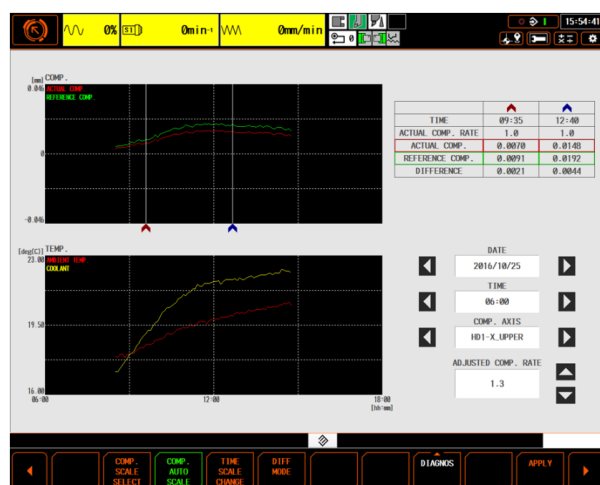 0% S1 0min-1 0mm/min 15:54:41
0
[mm] COMP.
0.046
ACTUAL COMP.
REFERENCE COMP.
0
-0.046
TIME 09:35 12:40
ACTUAL COMP. RATE 1.0 1.0
ACTUAL COMP. 0.0070 0.0148
REFERENCE COMP. 0.0091 0.0192
DIFFERENCE 0.0021 0.0044
[deg(C)] TEMP.
23.00
AMBIENT TEMP.
COOLANT
19.50
16.00
06:00 12:00 18:00
[hh:mm]
DATE
2016/10/25
TIME
06:00
COMP. AXIS
HD1-X_UPPER
ADJUSTED COMP. RATE
1.3
COMP. SCALE SELECT
COMP. AUTO SCALE
TIME SCALE CHANGE
DIFF MODE
DIAGNOS
APPLY